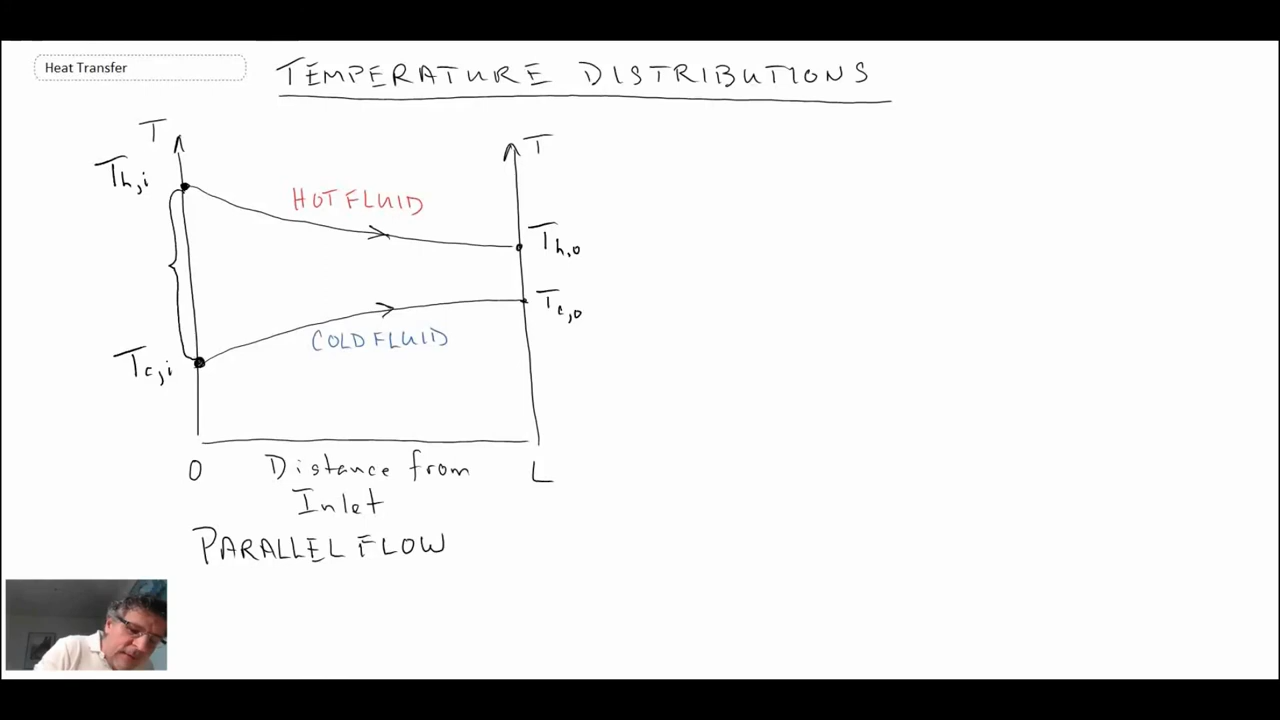 Heat Transfer
TEMPERATURE DISTRIBUTIONS
T
T
Th,i
HOT FLUID
Th,o
Tc,o
COLD FLUID
Tc,i
0
Distance from
L
Inlet
PARALLEL FLOW